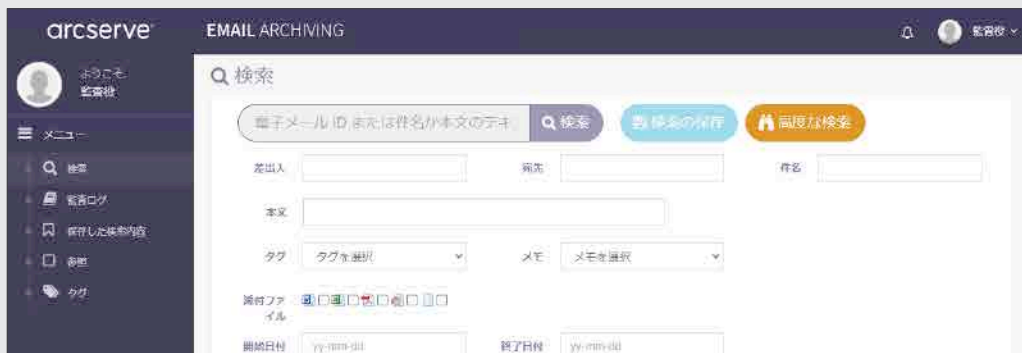 arcserve
EMAIL ARCHIVING
監査役
ようこそ
監査役
検索
メニュー
電子メール ID または件名か本文のテキ
検索
検索の保存
高度な検索
検索
監査ログ
保存した検索内容
タグ
差出人
宛先
件名
本文
タグ
タグを選択
メモ
メモを選択
添付ファ
イル
開始日付
yy-mm-dd
終了日付
yy-mm-dd